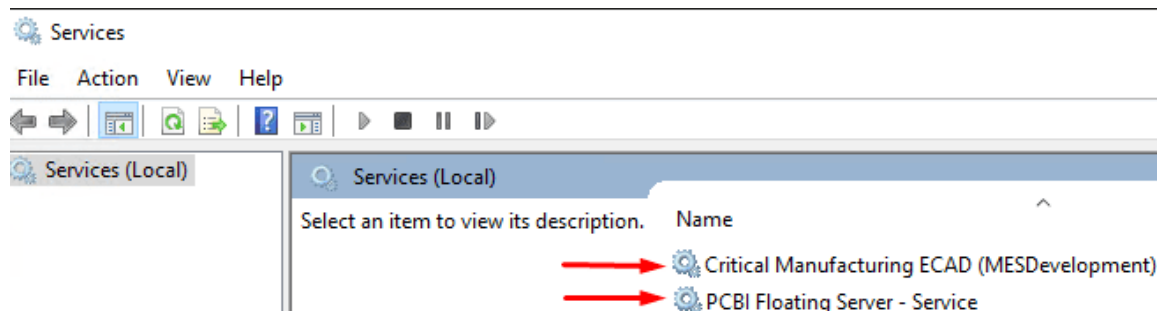 Services
File Action View Help
Services (Local)
Services (Local)
Select an item to view its description.
Name
Critical Manufacturing ECAD (MESDevelopment)
PCBI Floating Server - Service